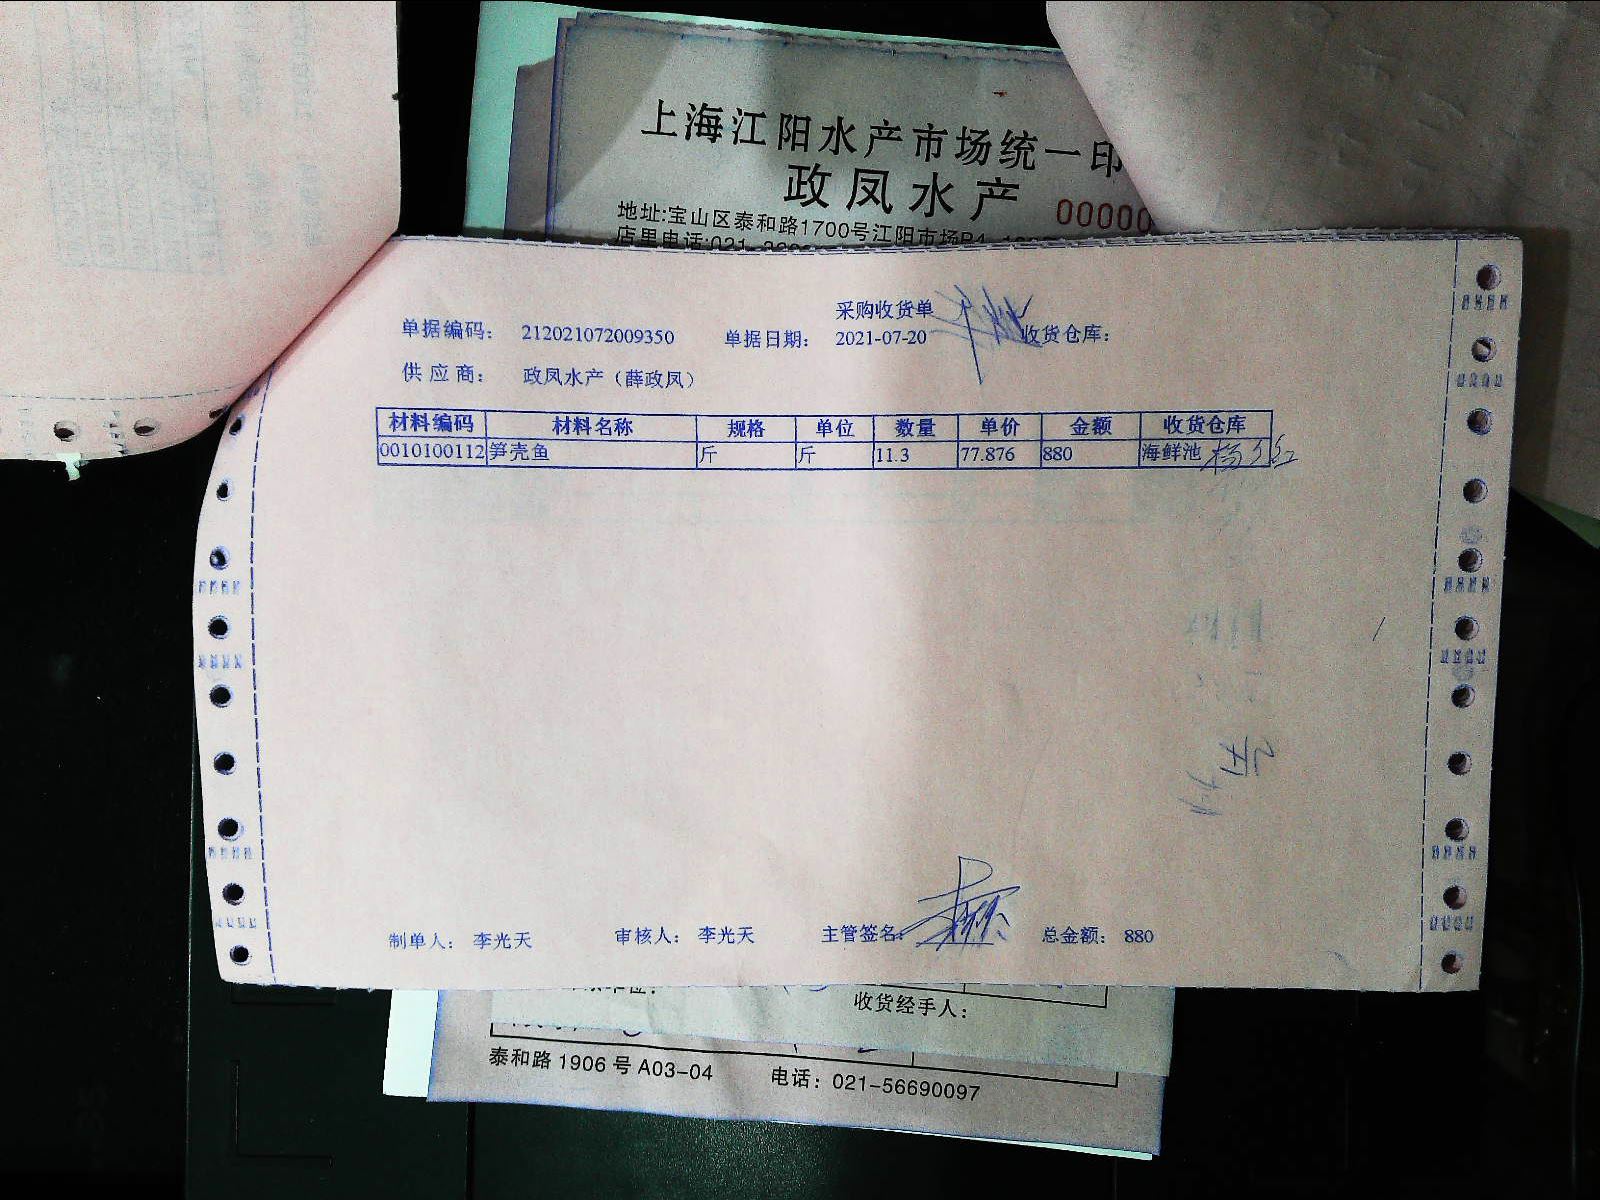 上海江阳水产市场统一印
政凤水产 00000
地址:宝山区泰和路1700号江阳市场
店里电话:021-
采购收货单
单据编码: 212021072009350 单据日期: 2021-07-20 收货仓库:
供应商: 政凤水产（薛政凤）
材料编码 材料名称 规格 单位 数量 单价 金额 收货仓库
0010100112 笋壳鱼 斤 斤 11.3 77.876 880 海鲜池
制单人: 李光天 审核人: 李光天 主管签名: 总金额: 880
收货经手人:
泰和路 1906 号 A03-04 电话: 021-56690097